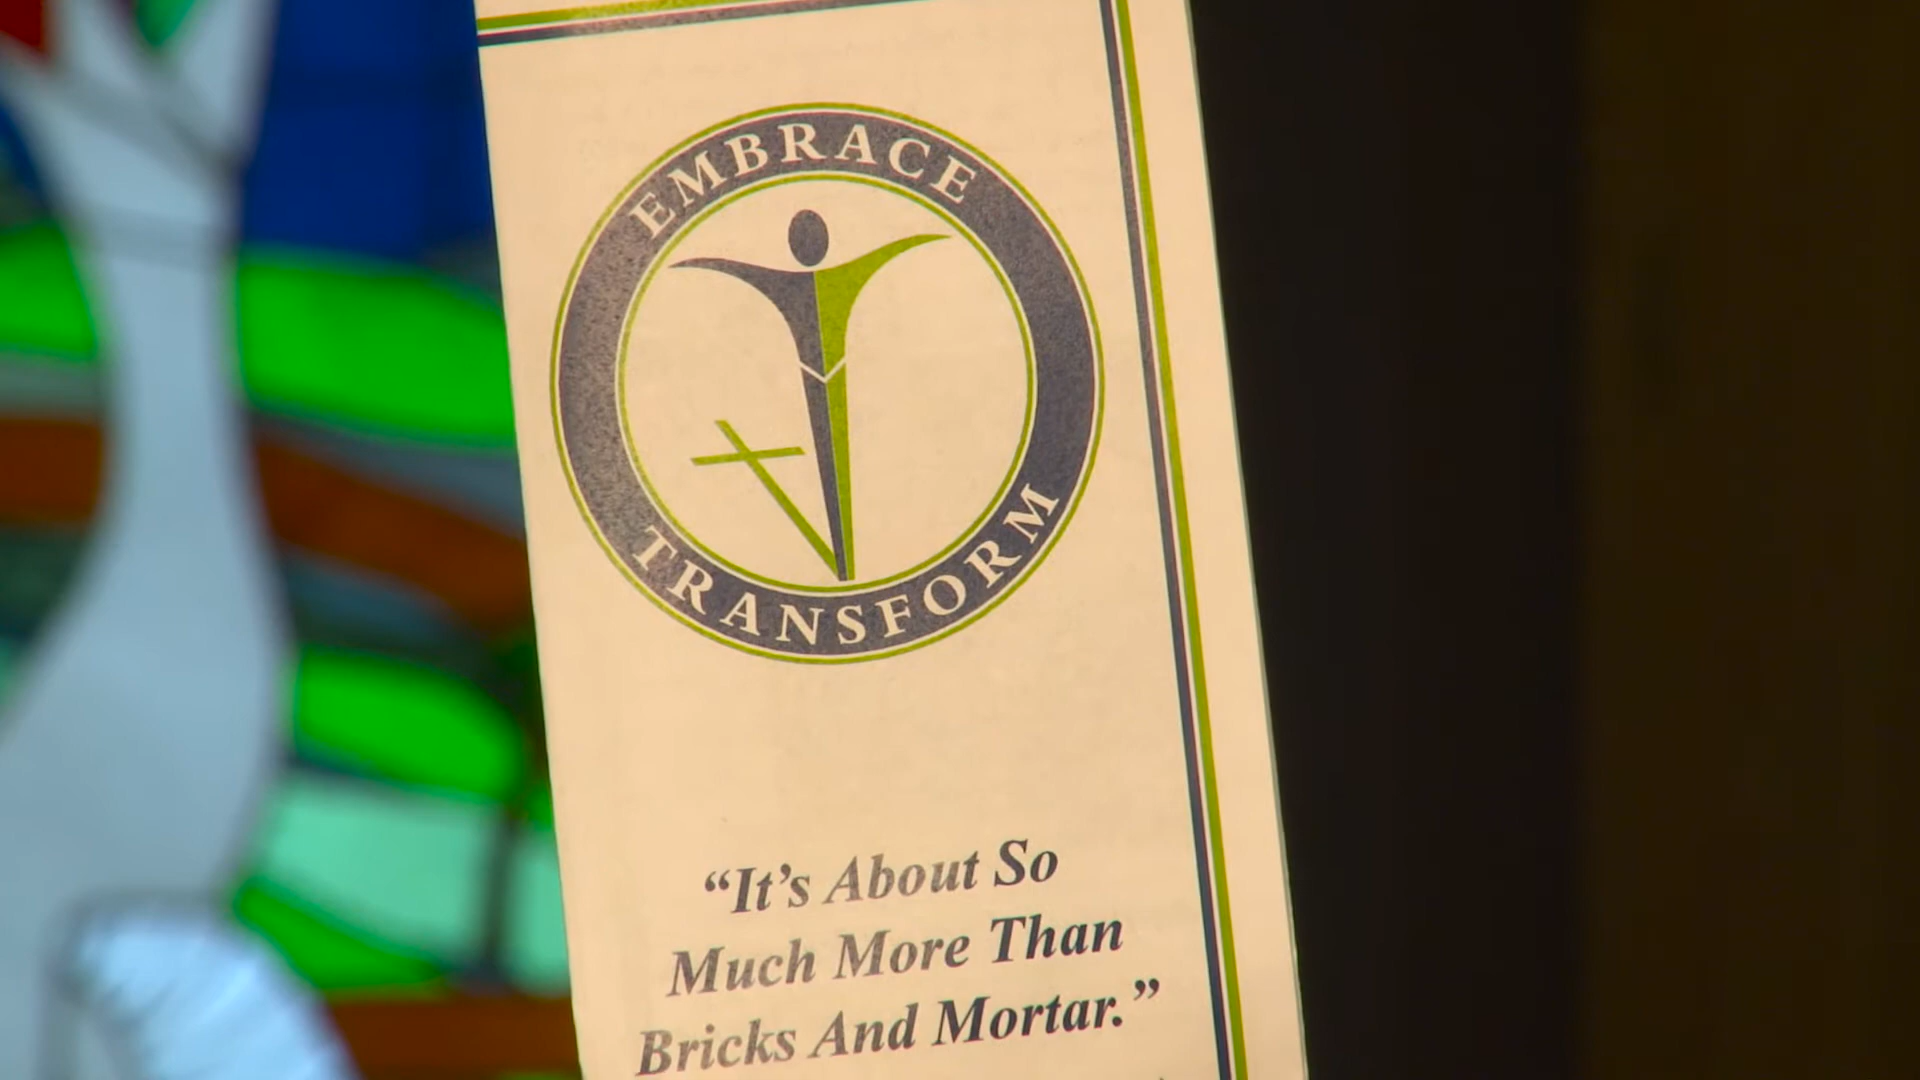 EMBRACE
TRANSFORM
“It’s About So
Much More Than
Bricks And Mortar.”